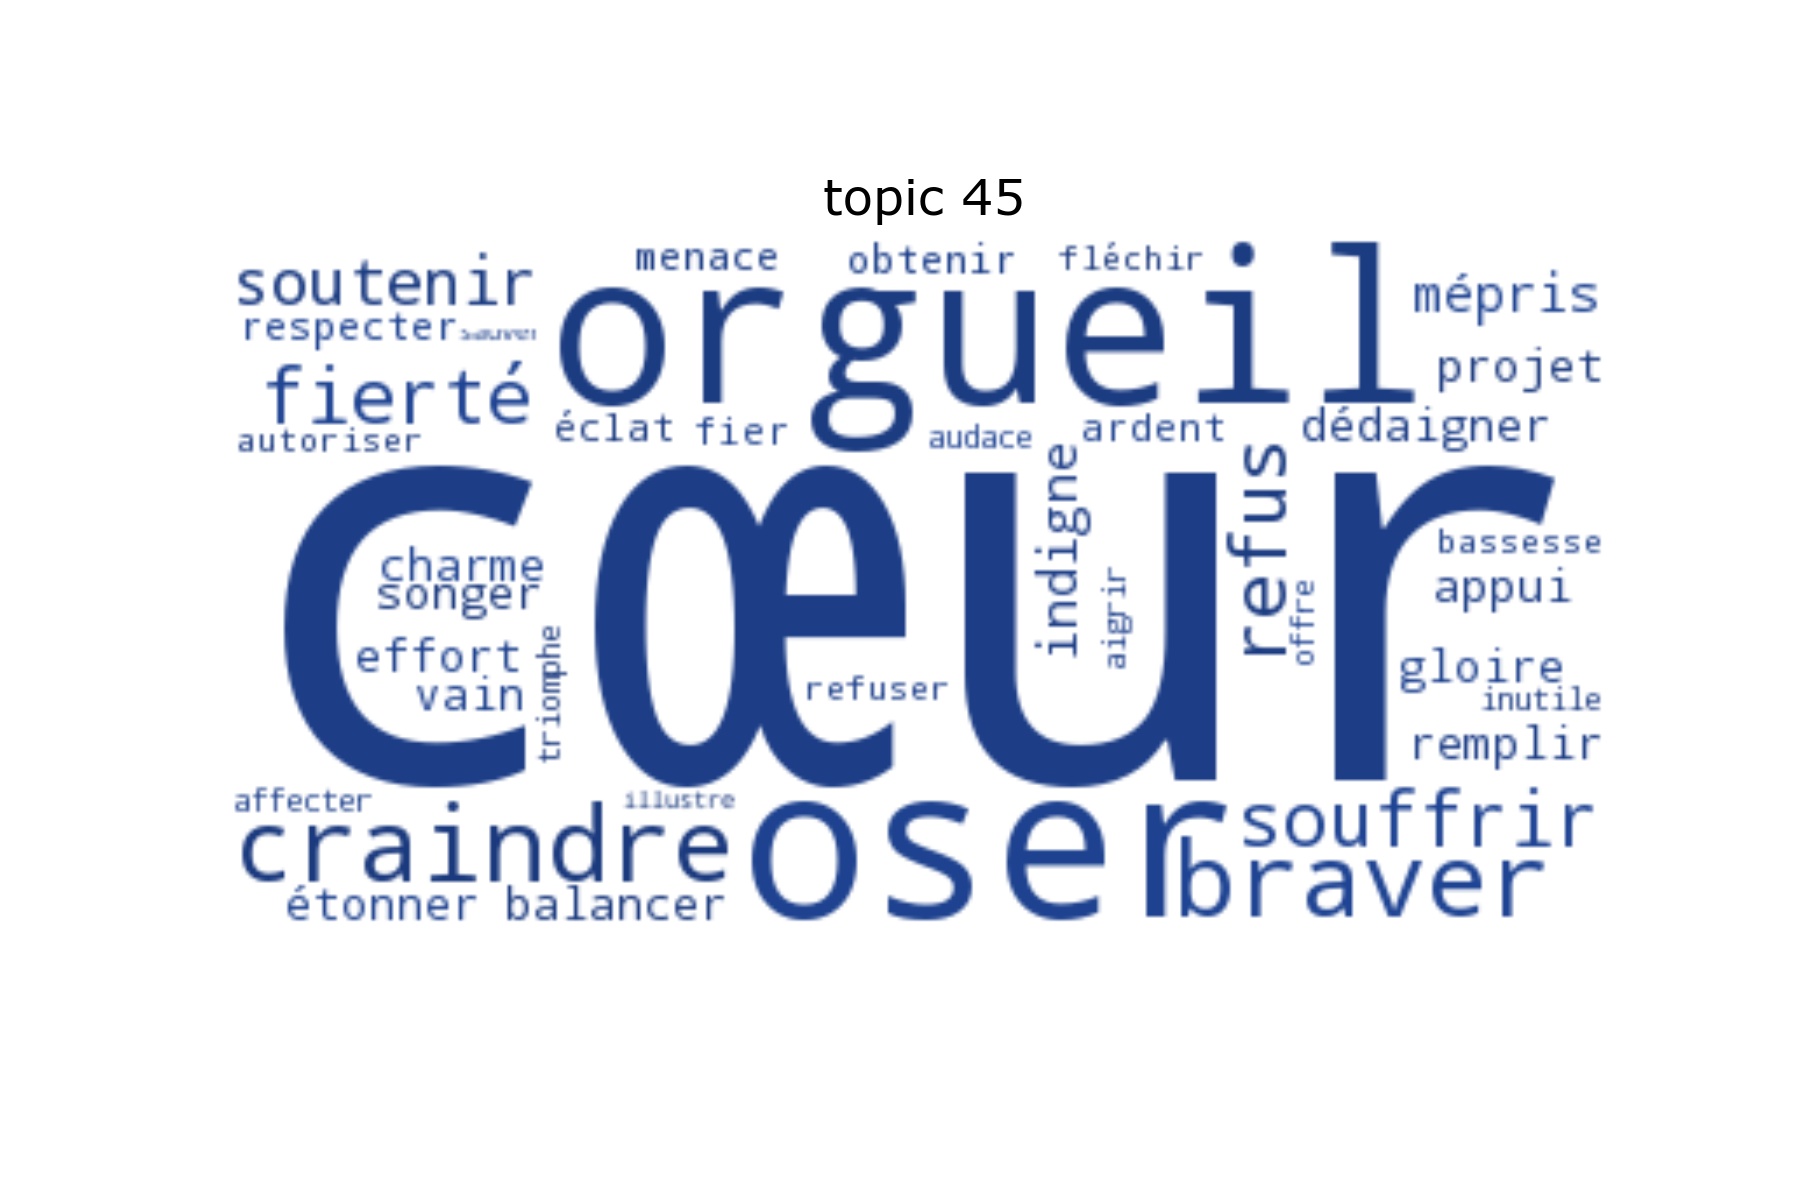 topic 45
menace
obtenir
fléchir
soutenir
orgueil
mépris
respecter
sauver
projet
fierté
autoriser
éclat
fier
audace
ardent
dédaigner
cœur
indigne
refus
bassesse
charme
songer
aigrir
offre
appui
effort
triomphe
vain
refuser
gloire
inutile
remplir
affecter
illustre
craindre
oser
souffrir
braver
étonner
balancer